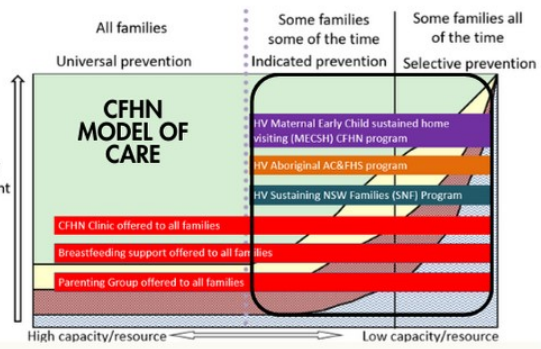 All families
Some families
some of the time
Some families all
of the time
Universal prevention
Indicated prevention
Selective prevention
CFHN
MODEL OF
CARE
HV Maternal Early Child sustained home
visiting (MECSH) CFHN program
HV Aboriginal AC&FHS program
HV Sustaining NSW Families (SNF) Program
CFHN Clinic offered to all families
Breastfeeding support offered to all families
Parenting Group offered to all families
High capacity/resource
Low capacity/resource